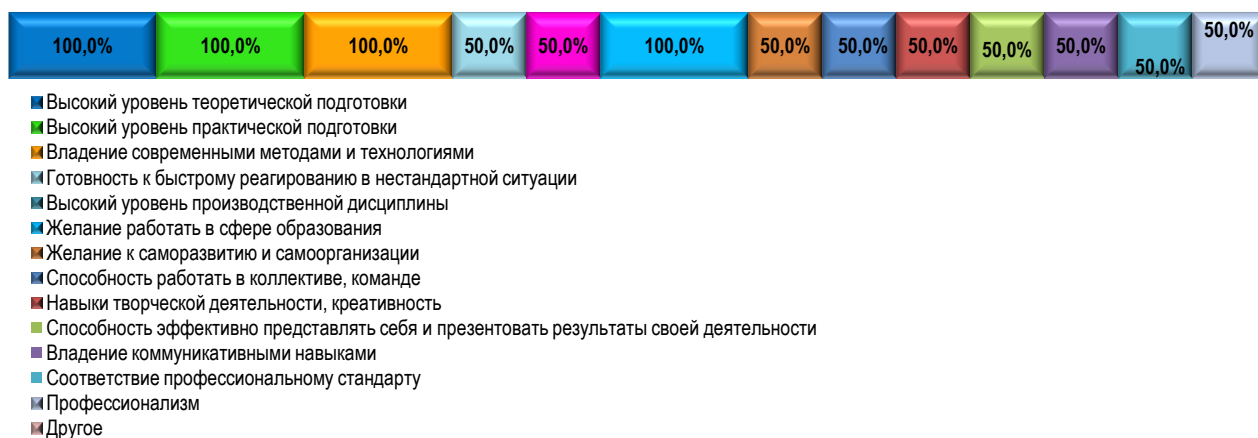 100,0% 100,0% 100,0% 50,0% 50,0% 100,0% 50,0% 50,0% 50,0% 50,0% 50,0% 50,0% 50,0%
Высокий уровень теоретической подготовки
Высокий уровень практической подготовки
Владение современными методами и технологиями
Готовность к быстрому реагированию в нестандартной ситуации
Высокий уровень производственной дисциплины
Желание работать в сфере образования
Желание к саморазвитию и самоорганизации
Способность работать в коллективе, команде
Навыки творческой деятельности, креативность
Способность эффективно представлять себя и презентовать результаты своей деятельности
Владение коммуникативными навыками
Соответствие профессиональному стандарту
Профессионализм
Другое